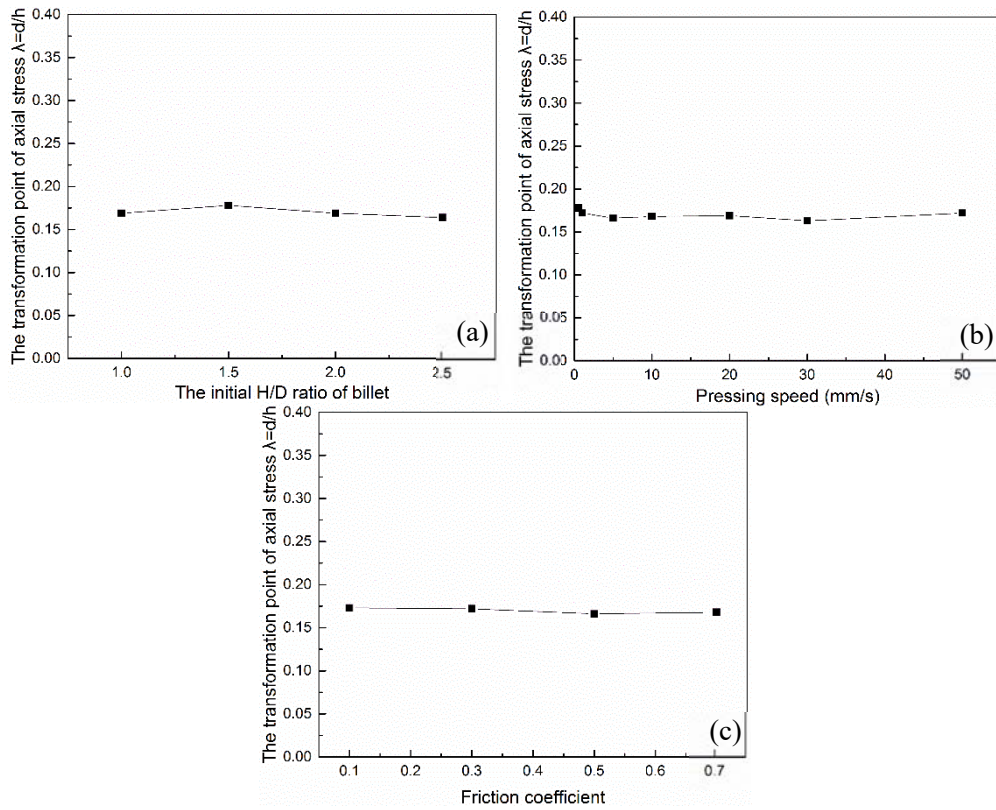 The transformation point of axial stress λ=d/h
0.40
0.35
0.30
0.25
0.20
0.15
0.10
0.05
0.00
1.0 1.5 2.0 2.5
The initial H/D ratio of billet
(a)
The transformation point of axial stress λ=d/h
0.40
0.35
0.30
0.25
0.20
0.15
0.10
0.05
0.00
0 10 20 30 40 50
Pressing speed (mm/s)
(b)
The transformation point of axial stress λ=d/h
0.40
0.35
0.30
0.25
0.20
0.15
0.10
0.05
0.00
0.1 0.2 0.3 0.4 0.5 0.6 0.7
Friction coefficient
(c)